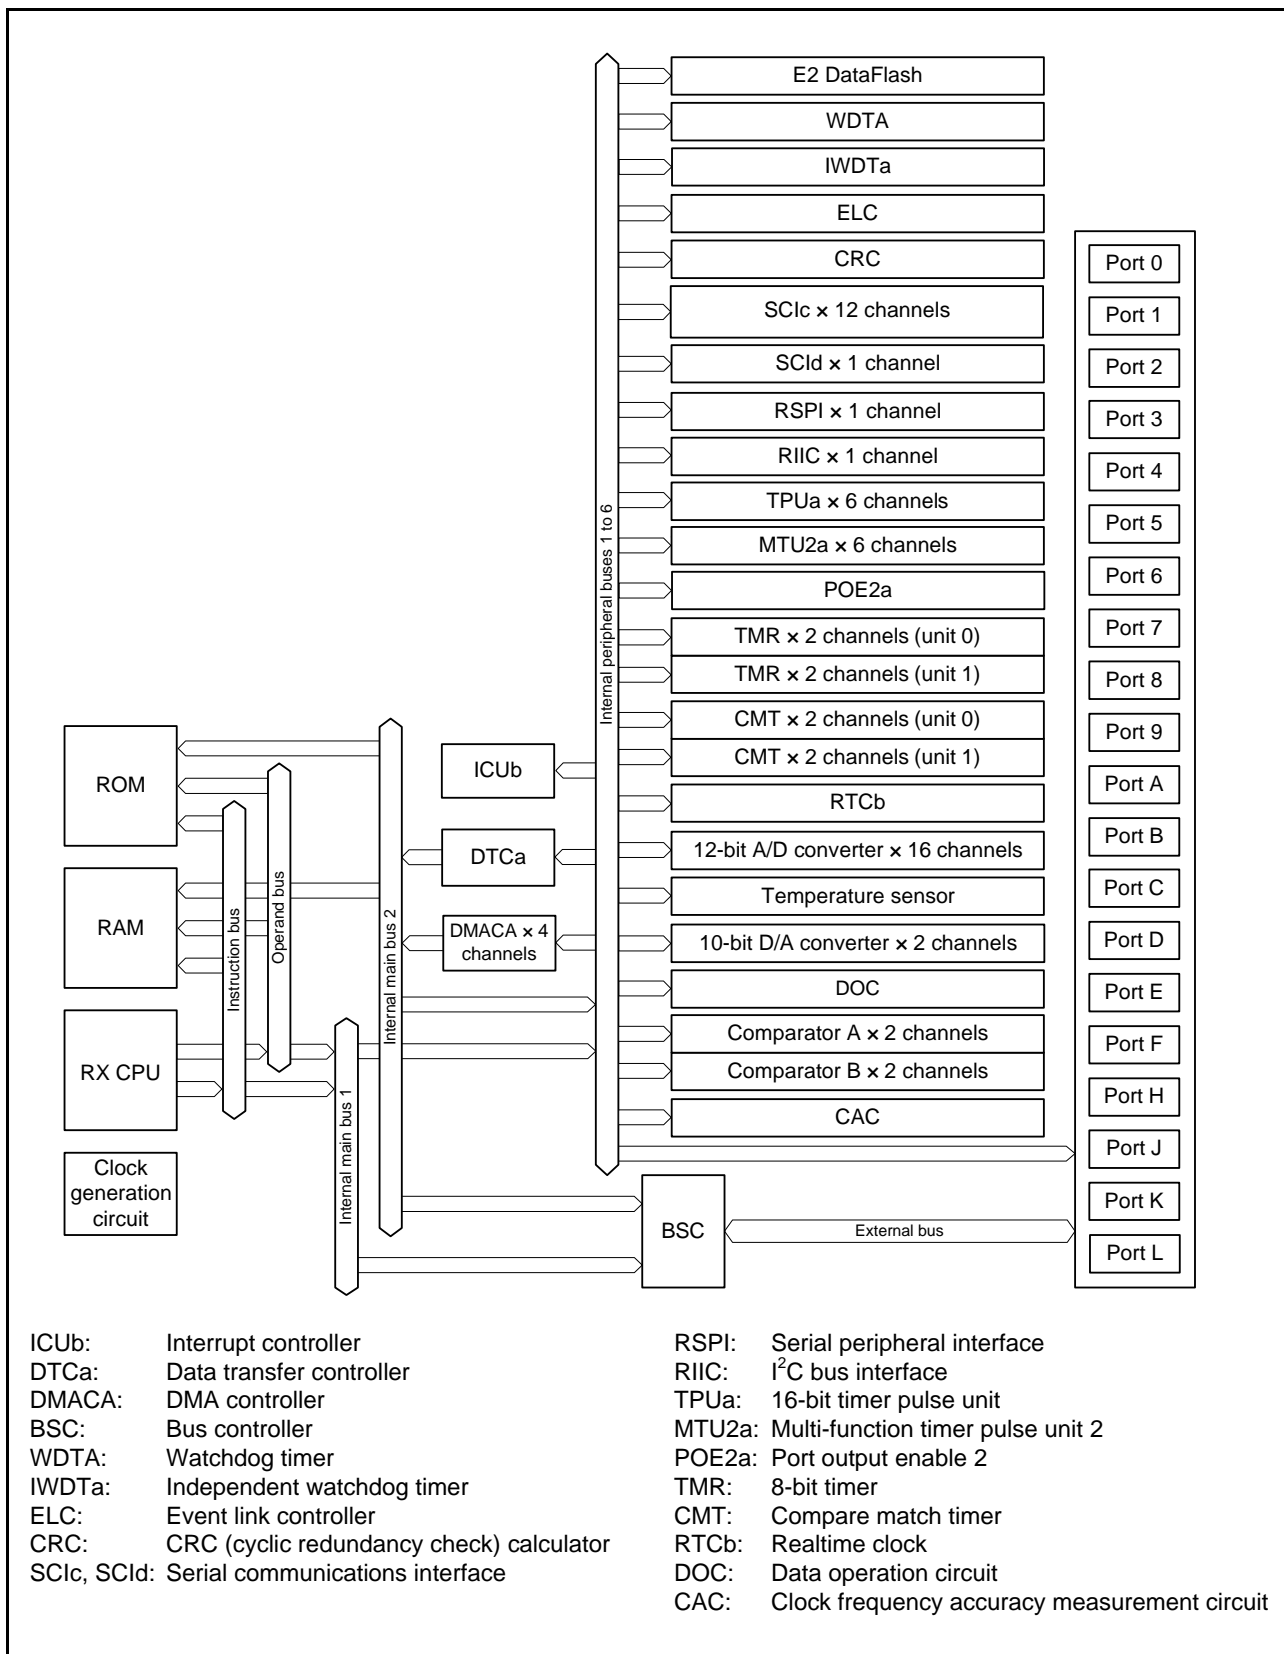 E2 DataFlash
WDTA
IWDTa
ELC
CRC
SCIc × 12 channels
SCId × 1 channel
RSPI × 1 channel
RIIC × 1 channel
TPUa × 6 channels
MTU2a × 6 channels
POE2a
TMR × 2 channels (unit 0)
TMR × 2 channels (unit 1)
CMT × 2 channels (unit 0)
CMT × 2 channels (unit 1)
RTCb
12-bit A/D converter × 16 channels
Temperature sensor
10-bit D/A converter × 2 channels
DOC
Comparator A × 2 channels
Comparator B × 2 channels
CAC
Port 0
Port 1
Port 2
Port 3
Port 4
Port 5
Port 6
Port 7
Port 8
Port 9
Port A
Port B
Port C
Port D
Port E
Port F
Port H
Port J
Port K
Port L
Internal peripheral buses 1 to 6
ICUb
DTCa
DMACA × 4
channels
Internal main bus 2
Operand bus
Instruction bus
Internal main bus 1
ROM
RAM
RX CPU
Clock
generation
circuit
BSC
External bus
ICUb: Interrupt controller
DTCa: Data transfer controller
DMACA: DMA controller
BSC: Bus controller
WDTA: Watchdog timer
IWDTa: Independent watchdog timer
ELC: Event link controller
CRC: CRC (cyclic redundancy check) calculator
SCIc, SCId: Serial communications interface
RSPI: Serial peripheral interface
RIIC: I²C bus interface
TPUa: 16-bit timer pulse unit
MTU2a: Multi-function timer pulse unit 2
POE2a: Port output enable 2
TMR: 8-bit timer
CMT: Compare match timer
RTCb: Realtime clock
DOC: Data operation circuit
CAC: Clock frequency accuracy measurement circuit